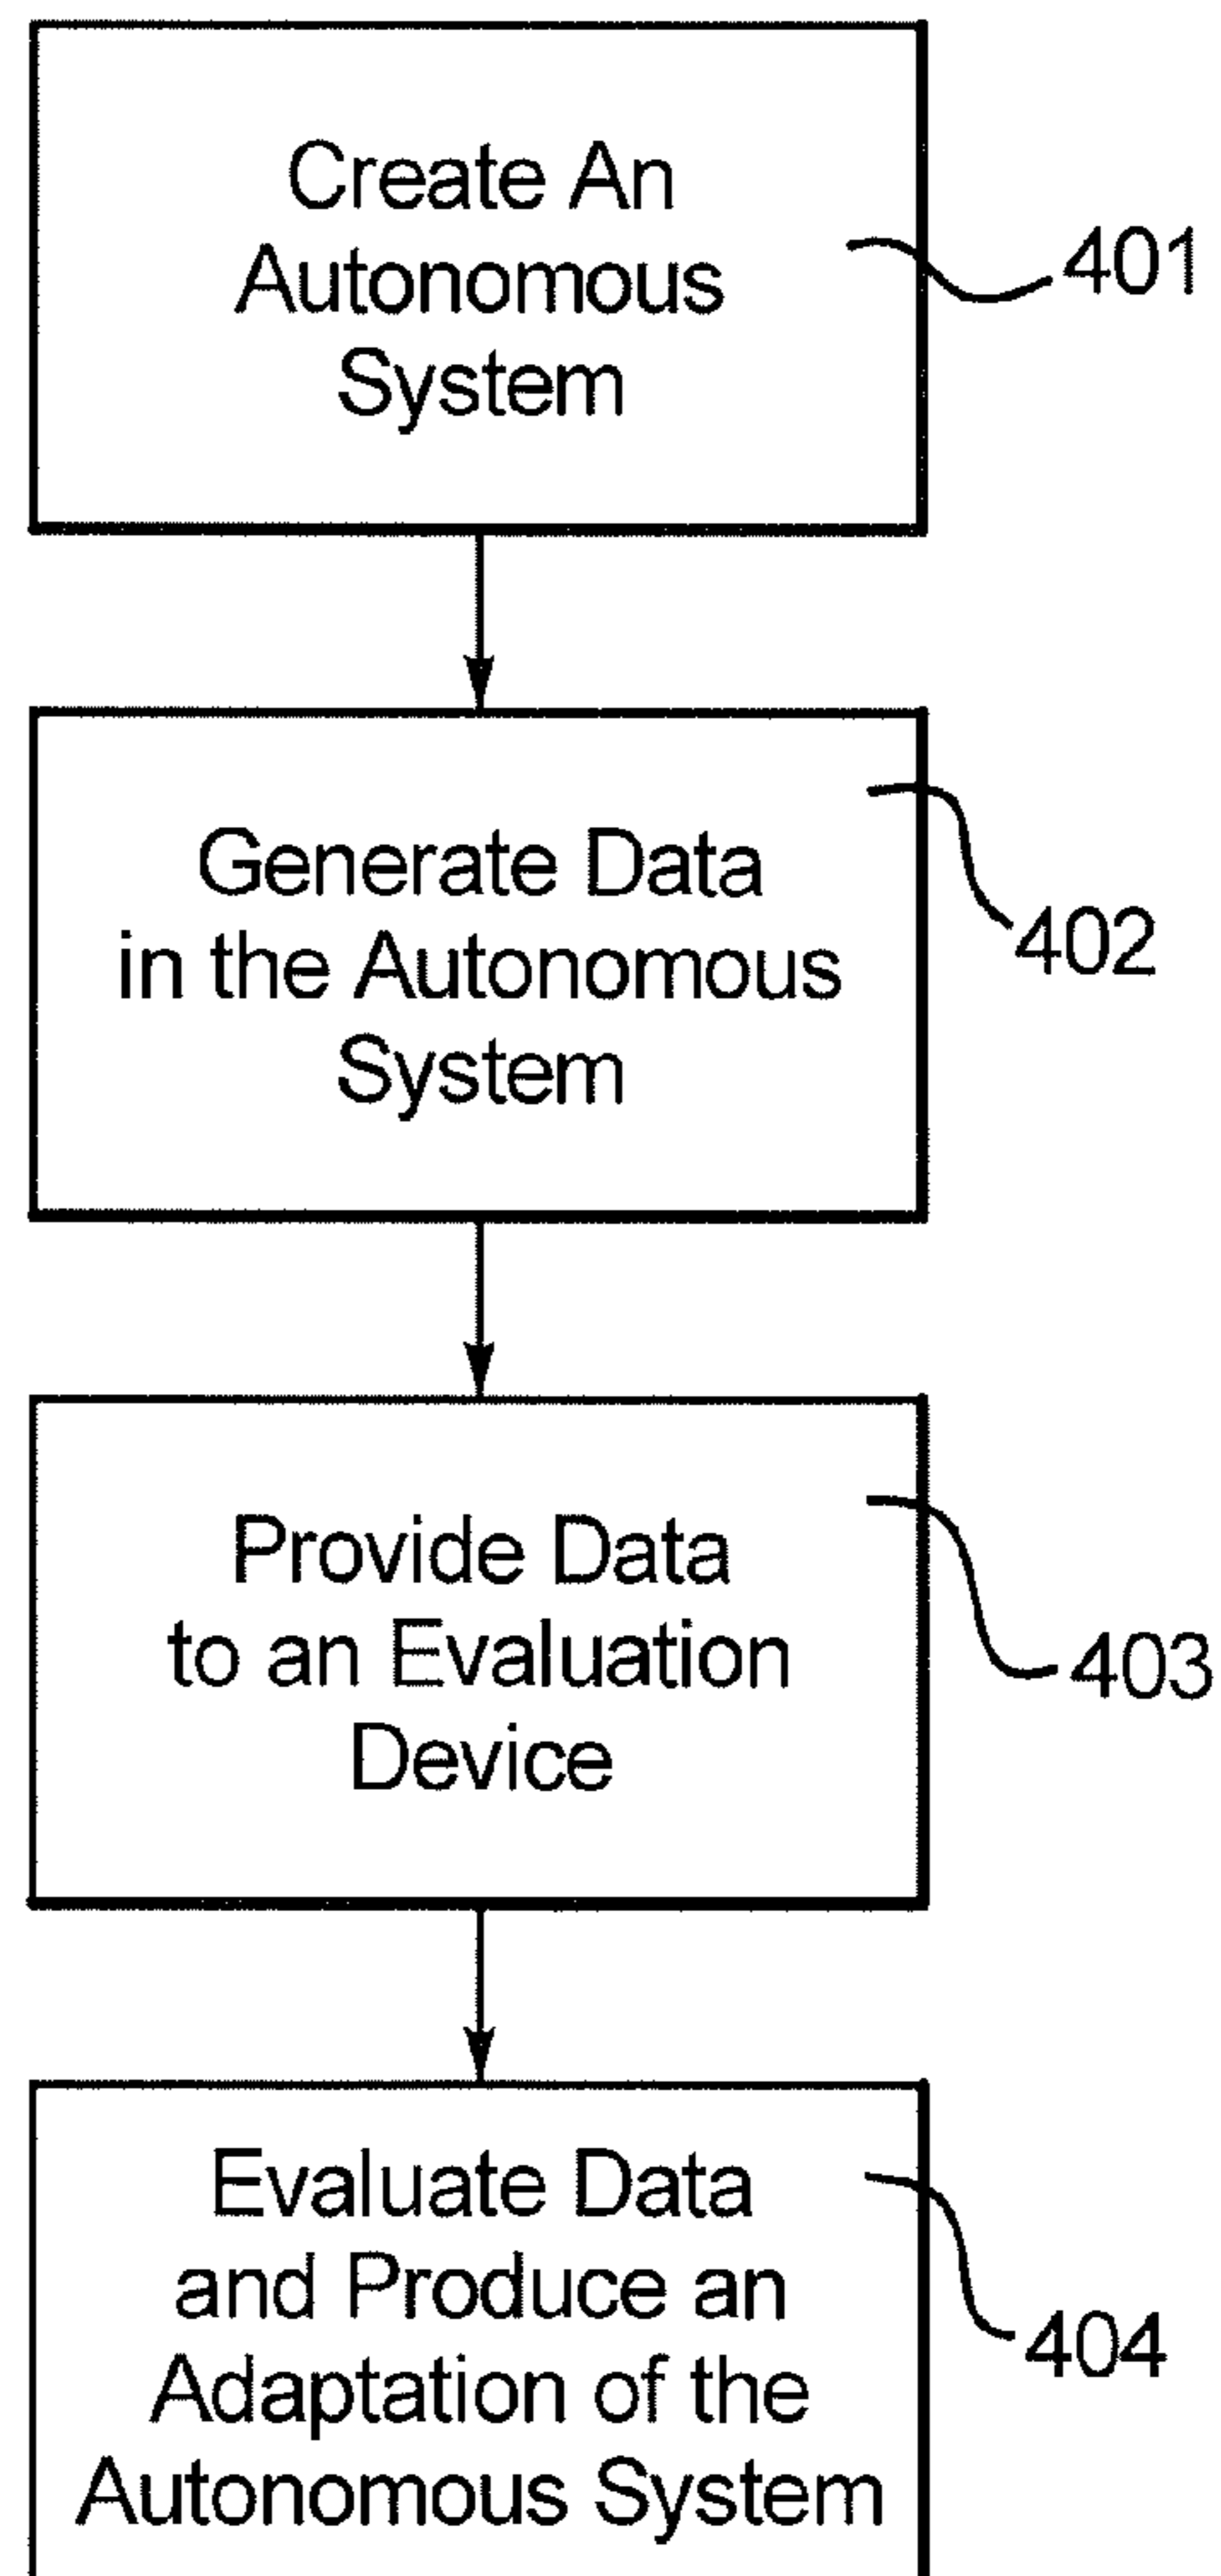 Create An
Autonomous
System
401
Generate Data
in the Autonomous
System
402
Provide Data
to an Evaluation
Device
403
Evaluate Data
and Produce an
Adaptation of the
Autonomous System
404